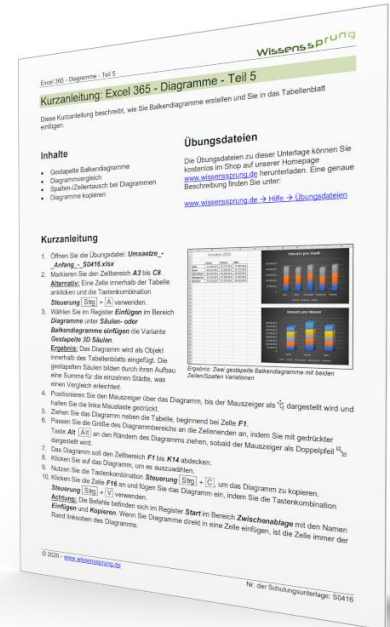 Wissenssprung
Excel 365 - Diagramme - Teil 5
Kurzanleitung: Excel 365 - Diagramme - Teil 5
Diese Kurzanleitung beschreibt, wie Sie Balkendiagramme erstellen und Sie in das Tabellenblatt
einfügen.
Inhalte
• Gestapelte Balkendiagramme
• Diagrammvergleich
• Spalten-/Zeilentausch bei Diagrammen
• Diagramme kopieren
Übungsdateien
Die Übungsdateien zu dieser Unterlage können Sie
kostenlos im Shop auf unserer Homepage
www.wissenssprung.de herunterladen. Eine genaue
Beschreibung finden Sie unter:
www.wissenssprung.de → Hilfe → Übungsdateien
Kurzanleitung
1. Öffnen Sie die Übungsdatei: Umsaetze_-
_Anfang_-_S0416.xlsx
2. Markieren Sie den Zellbereich A3 bis C8.
Alternativ: Eine Zelle innerhalb der Tabelle
anklicken und die Tastenkombination
Steuerung Strg + A verwenden.
3. Wählen Sie im Register Einfügen im Bereich
Diagramme unter Säulen- oder
Balkendiagramme einfügen die Variante
Gestapelte 3D Säulen.
Ergebnis: Das Diagramm wird als Objekt
innerhalb des Tabellenblatts eingefügt. Die
gestapelten Säulen bilden durch ihren Aufbau
eine Summe für die einzelnen Städte, was
einen Vergleich erleichtert.
Umsatz pro Stadt
Umsatz pro Monat
Ergebnis: Zwei gestapelte Balkendiagramme mit beiden
Zeilen/Spalten Variationen
4. Positionieren Sie den Mauszeiger über das Diagramm, bis der Mauszeiger als dargestellt wird und
halten Sie die linke Maustaste gedrückt.
5. Ziehen Sie das Diagramm neben die Tabelle, beginnend bei Zelle F1.
6. Passen Sie die Größe des Diagrammbereichs an die Zellenenden an, indem Sie mit gedrückter
Taste Alt Alt an den Rändern des Diagramms ziehen, sobald der Mauszeiger als Doppelpfeil
dargestellt wird.
7. Das Diagramm soll den Zellbereich F1 bis K14 abdecken.
8. Klicken Sie auf das Diagramm, um es auszuwählen.
9. Nutzen Sie die Tastenkombination Steuerung Strg + C, um das Diagramm zu kopieren.
10. Klicken Sie die Zelle F16 an und fügen Sie das Diagramm ein, indem Sie die Tastenkombination
Steuerung Strg + V verwenden.
Achtung: Die Befehle befinden sich im Register Start im Bereich Zwischenablage mit den Namen
Einfügen und Kopieren. Wenn Sie Diagramme direkt in eine Zelle einfügen, ist die Zelle immer der
Rand linksoben des Diagramms.
© 2020 - www.wissenssprung.de
Nr. der Schulungsunterlage: S0416